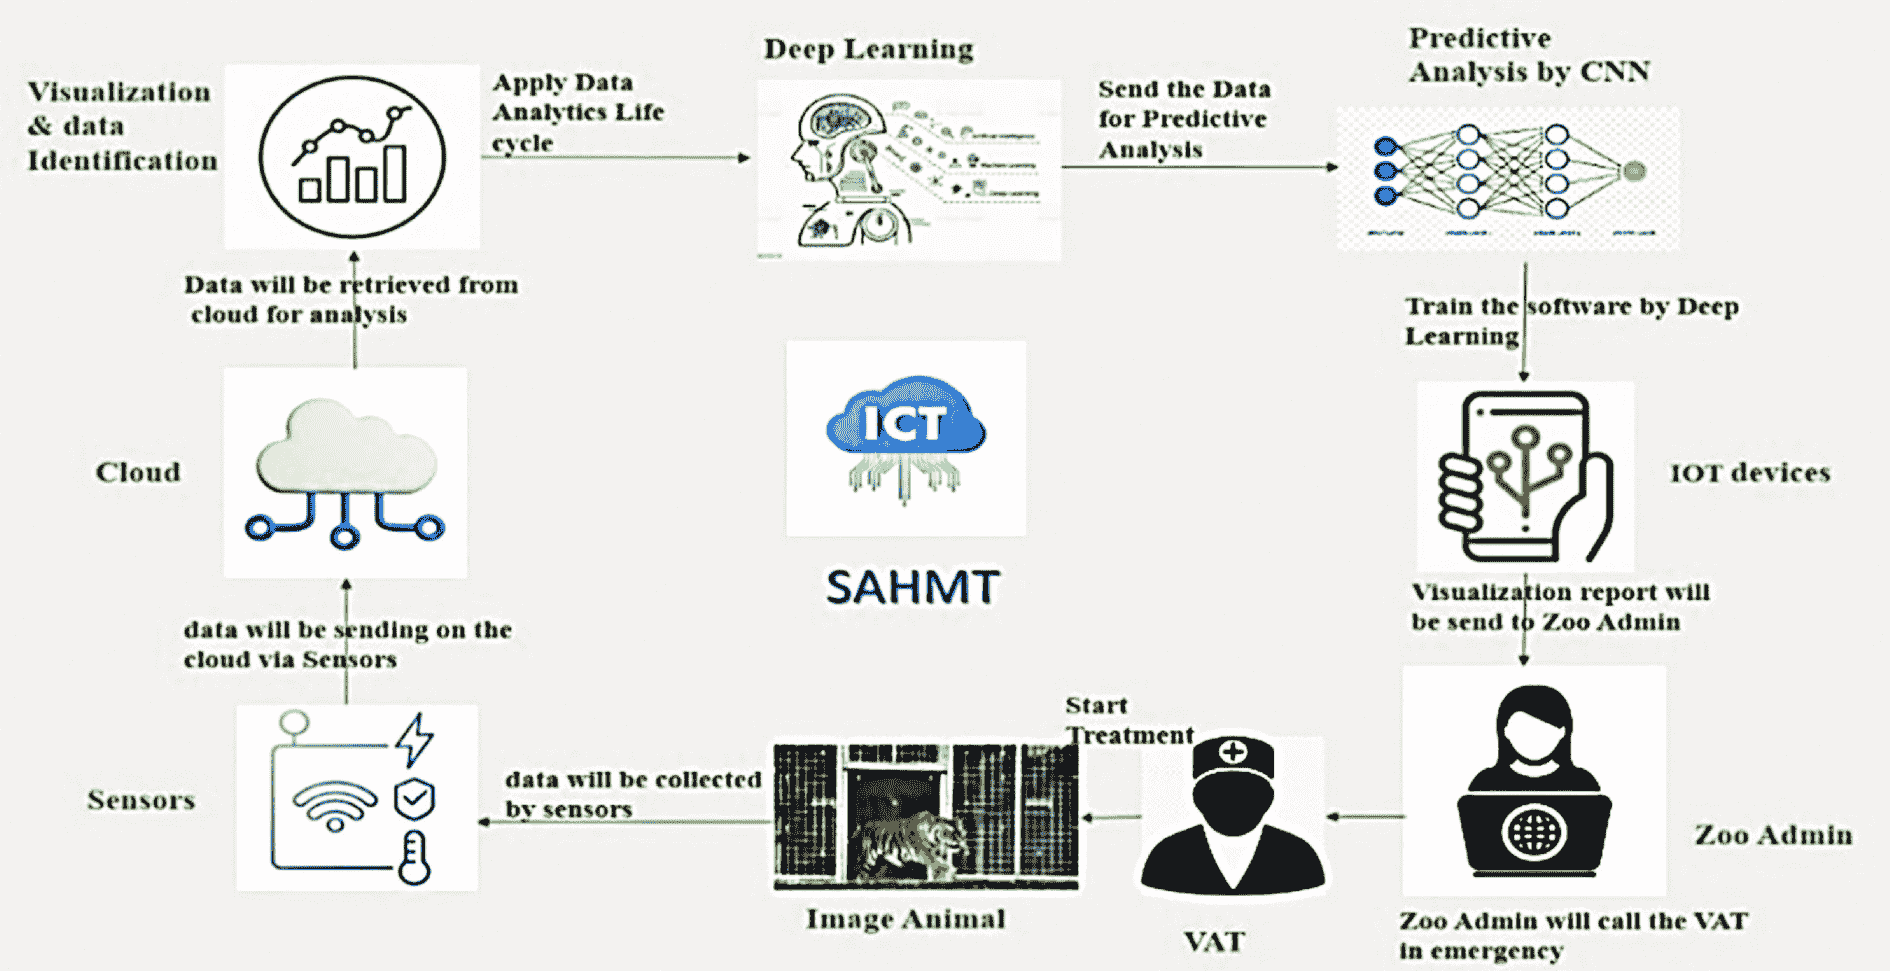 Visualization
& data
Identification
Apply Data
Analytics Life
cycle
Deep Learning
Send the Data
for Predictive
Analysis
Predictive
Analysis by CNN
Data will be retrieved from
cloud for analysis
Train the software by Deep
Learning
ICT
SAHMT
Cloud
IOT devices
Visualization report will
be send to Zoo Admin
data will be sending on the
cloud via Sensors
Sensors
data will be collected
by sensors
Start
Treatment
Image Animal
VAT
Zoo Admin
Zoo Admin will call the VAT
in emergency